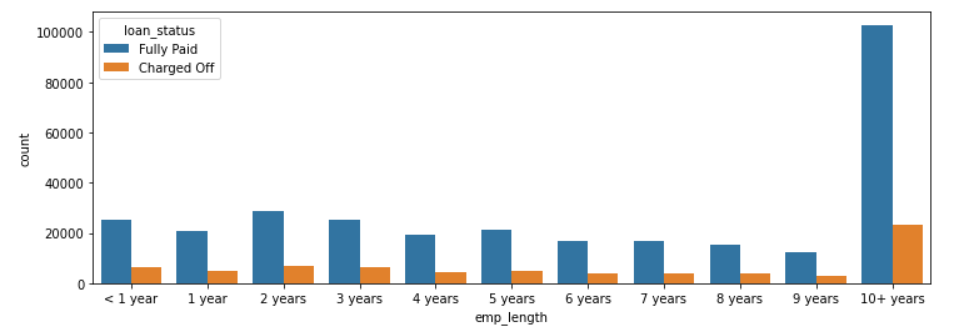 loan_status
Fully Paid
Charged Off
100000
80000
60000
40000
20000
0
count
< 1 year 1 year 2 years 3 years 4 years 5 years 6 years 7 years 8 years 9 years 10+ years
emp_length